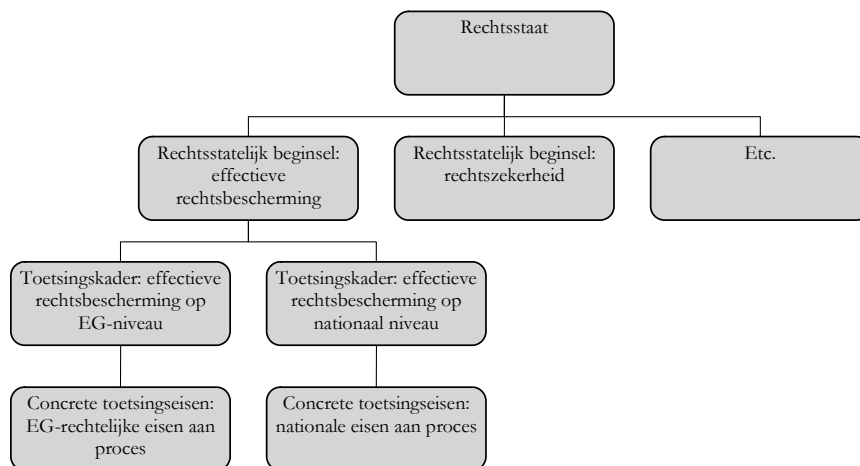 Rechtsstaat
Rechtsstatelijk beginsel:
effectieve
rechtsbescherming
Rechtsstatelijk beginsel:
rechtszekerheid
Etc.
Toetsingskader: effectieve
rechtsbescherming op
EG-niveau
Toetsingskader: effectieve
rechtsbescherming op
nationaal niveau
Concrete toetsingseisen:
EG-rechtelijke eisen aan
proces
Concrete toetsingseisen:
nationale eisen aan proces